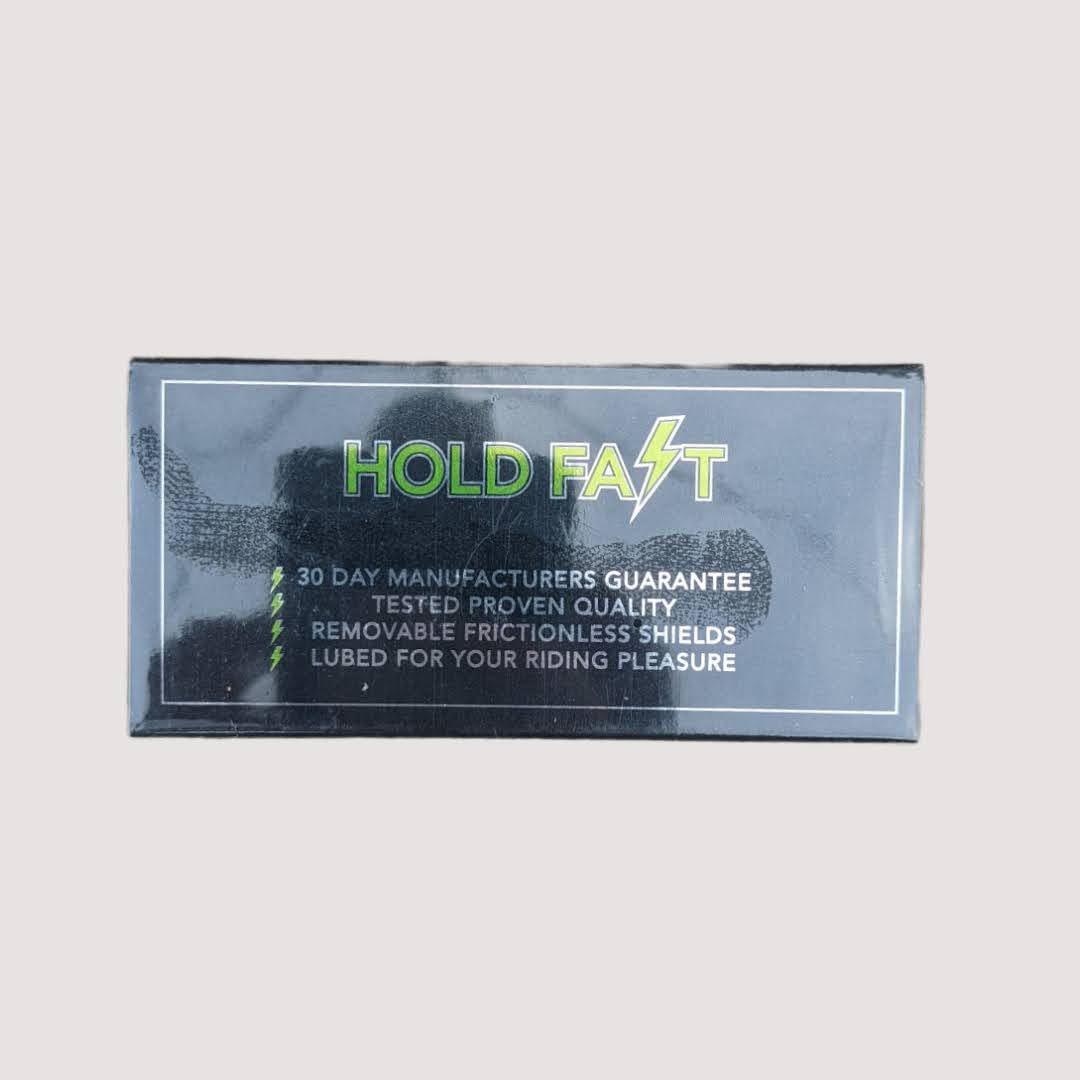 HOLD FAST
30 DAY MANUFACTURERS GUARANTEE
TESTED PROVEN QUALITY
REMOVABLE FRICTIONLESS SHIELDS
LUBED FOR YOUR RIDING PLEASURE